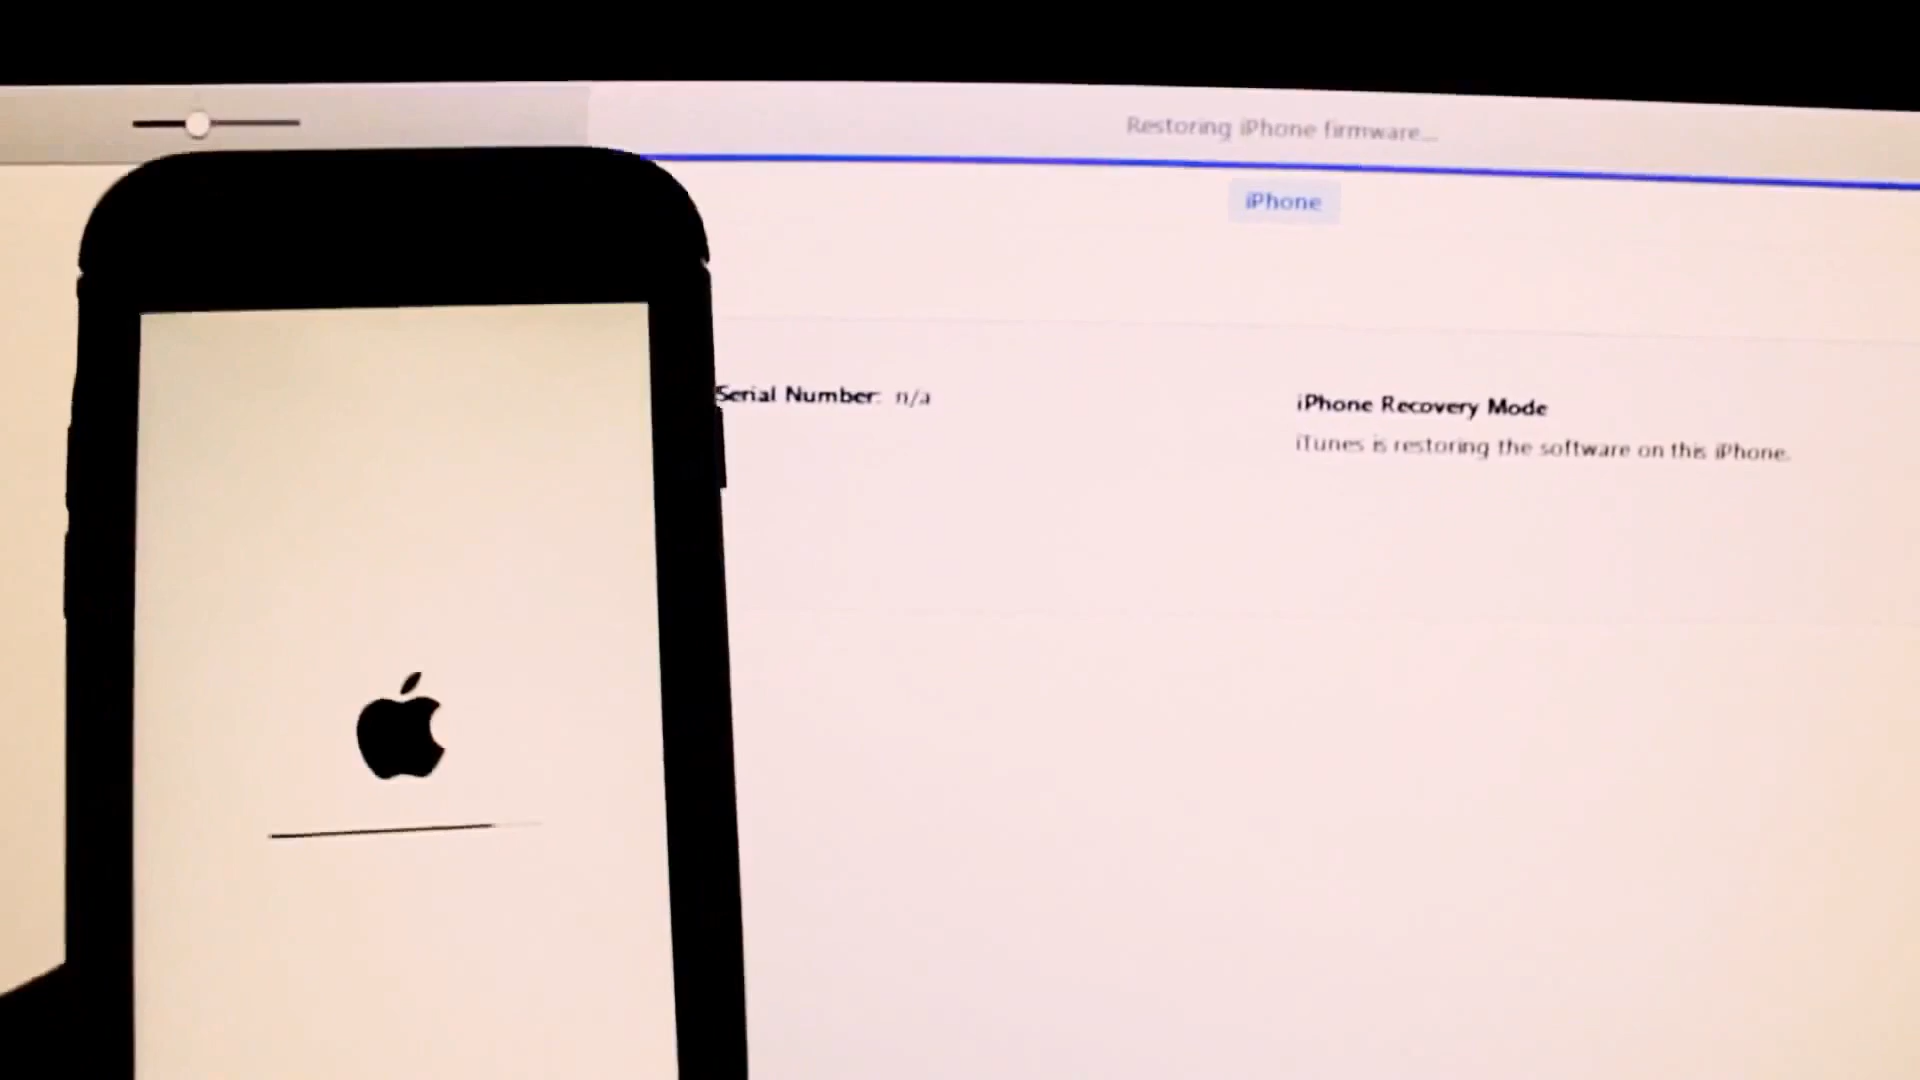 Restoring iPhone firmware...
iPhone
Serial Number: n/a
iPhone Recovery Mode
iTunes is restoring the software on this iPhone.